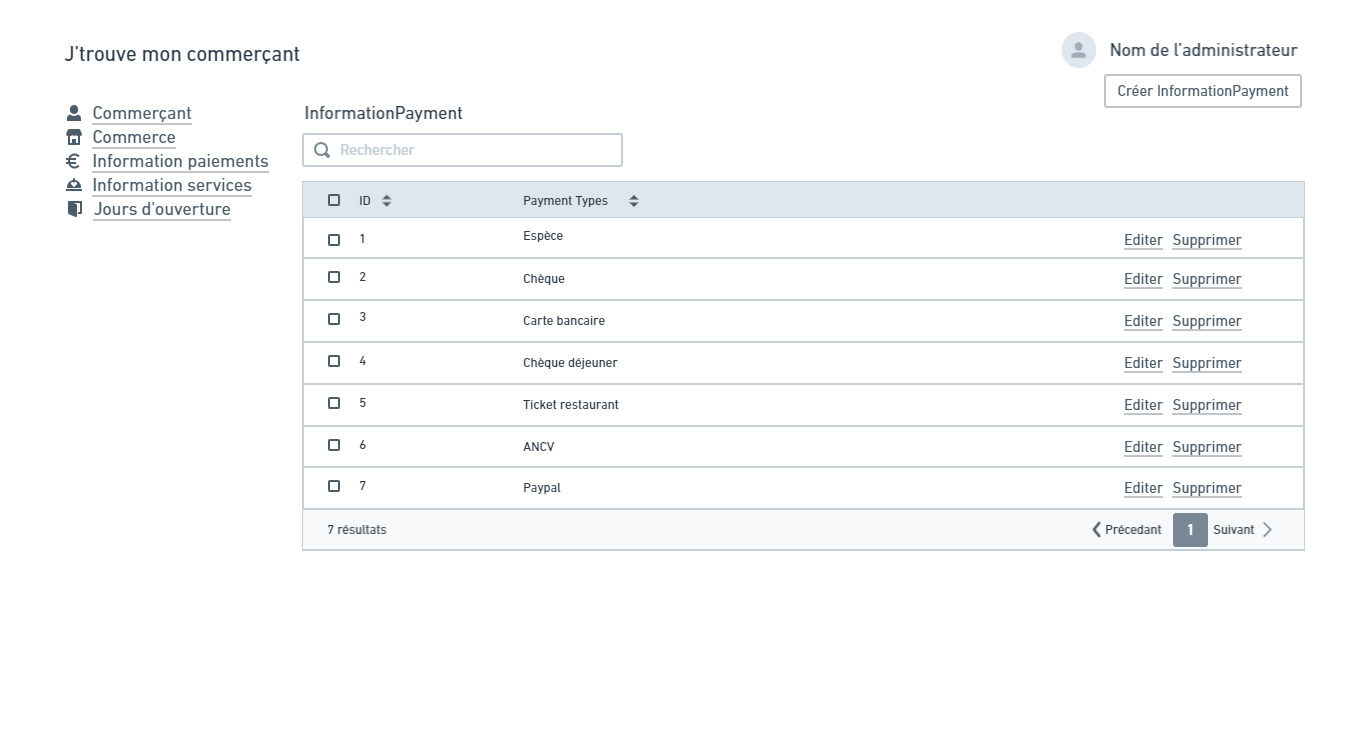 J'trouve mon commerçant
Nom de l'administrateur
Créer InformationPayment
Commerçant
Commerce
Information paiements
Information services
Jours d'ouverture
InformationPayment
Rechercher
ID Payment Types
1 Espèce Editer Supprimer
2 Chèque Editer Supprimer
3 Carte bancaire Editer Supprimer
4 Chèque déjeuner Editer Supprimer
5 Ticket restaurant Editer Supprimer
6 ANCV Editer Supprimer
7 Paypal Editer Supprimer
7 résultats Précedant 1 Suivant